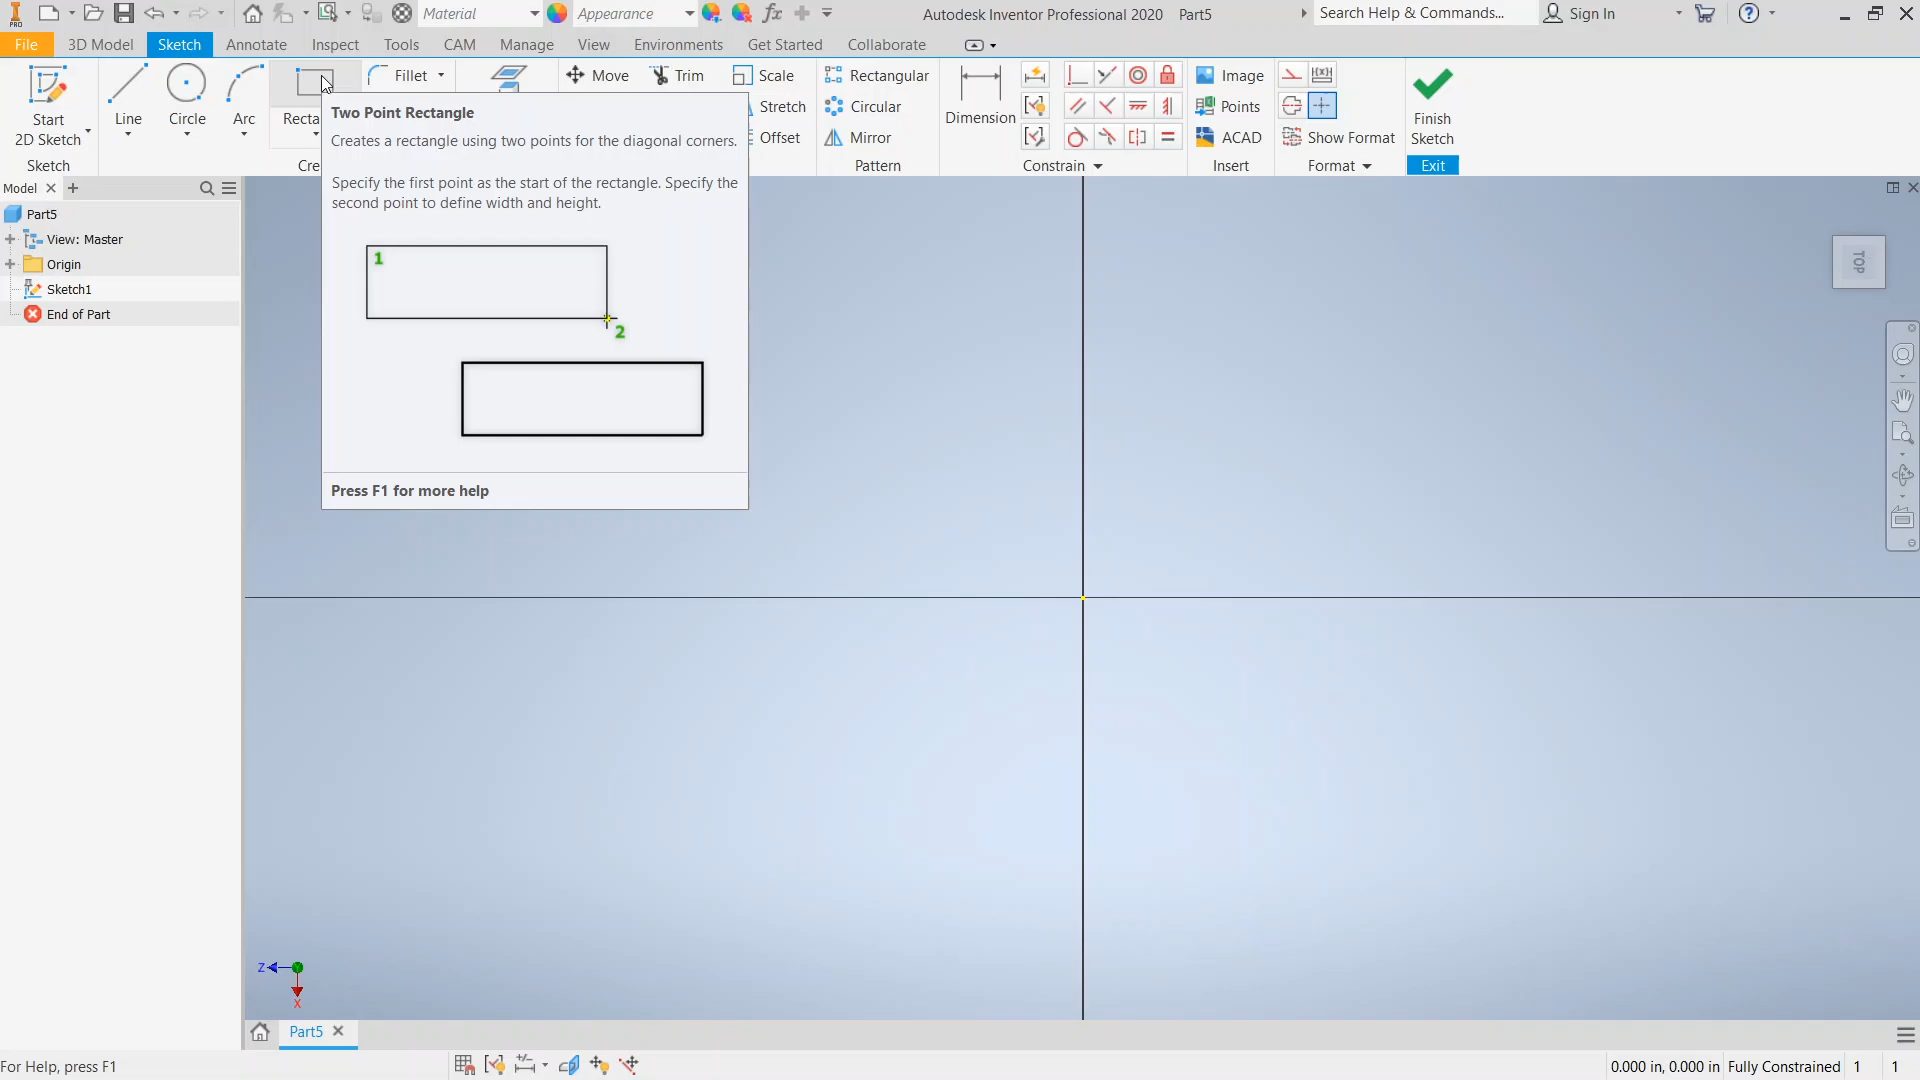 Material
Appearance
Autodesk Inventor Professional 2020 Part5
Search Help & Commands...
Sign In
PRO
File
3D Model
Sketch
Annotate
Inspect
Tools
CAM
Manage
View
Environments
Get Started
Collaborate
Start
2D Sketch
Sketch
Line
Circle
Arc
Fillet
Move
Trim
Scale
Stretch
Offset
Rectangular
Circular
Mirror
Pattern
Dimension
Constrain
Image
Points
ACAD
Insert
Show Format
Format
Finish
Sketch
Exit
Two Point Rectangle
Creates a rectangle using two points for the diagonal corners.
Specify the first point as the start of the rectangle. Specify the
second point to define width and height.
1
2
Press F1 for more help
Model
Part5
View: Master
Origin
Sketch1
End of Part
TOP
Z
X
Part5
For Help, press F1
0.000 in, 0.000 in
Fully Constrained
1
1